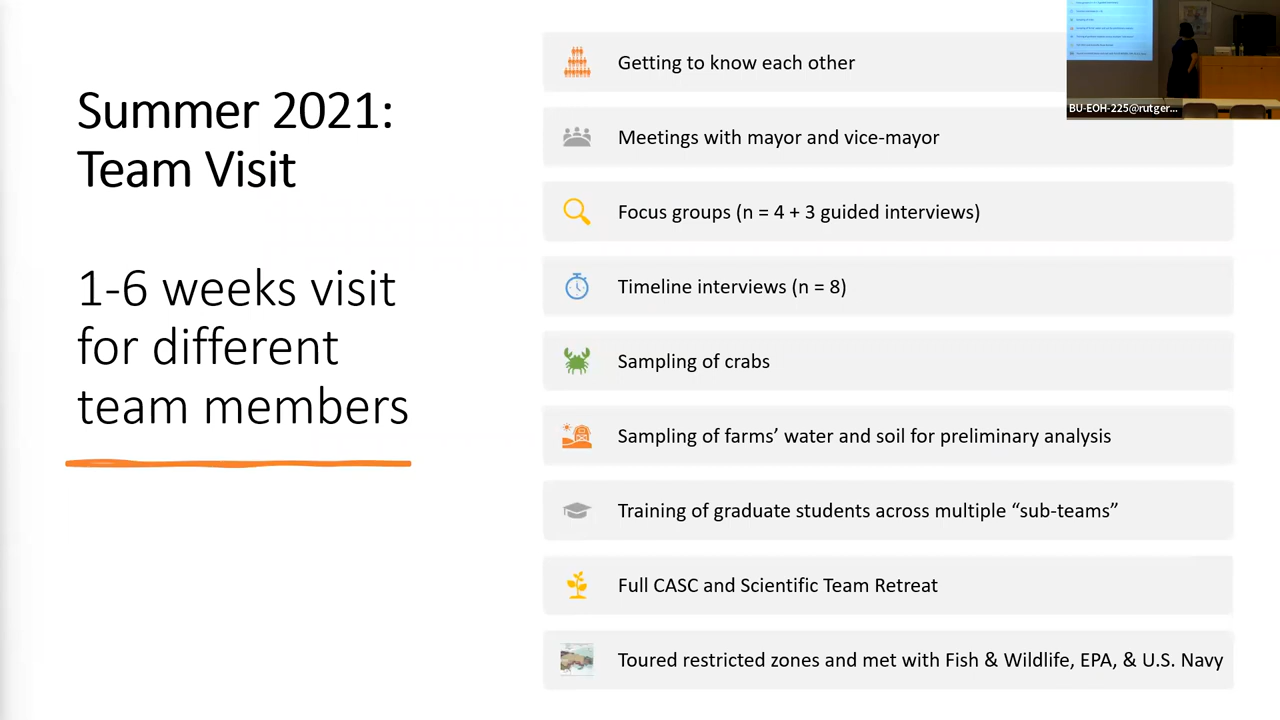 Summer 2021:
Team Visit
1-6 weeks visit
for different
team members
Getting to know each other
Meetings with mayor and vice-mayor
Focus groups (n = 4 + 3 guided interviews)
Timeline interviews (n = 8)
Sampling of crabs
Sampling of farms’ water and soil for preliminary analysis
Training of graduate students across multiple “sub-teams”
Full CASC and Scientific Team Retreat
Toured restricted zones and met with Fish & Wildlife, EPA, & U.S. Navy
BU-EOH-225@rutger...